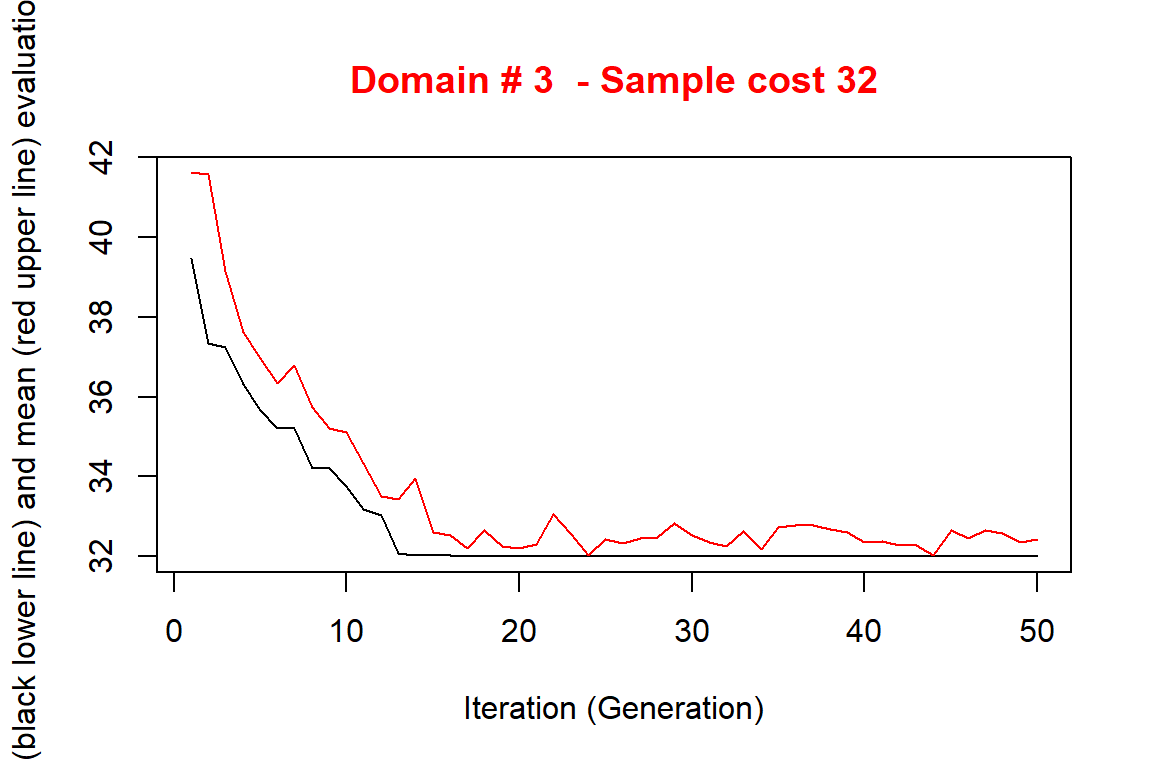 Domain # 3  - Sample cost 32
(black lower line) and mean (red upper line) evaluatio
42
40
38
36
34
32
0 10 20 30 40 50
Iteration (Generation)